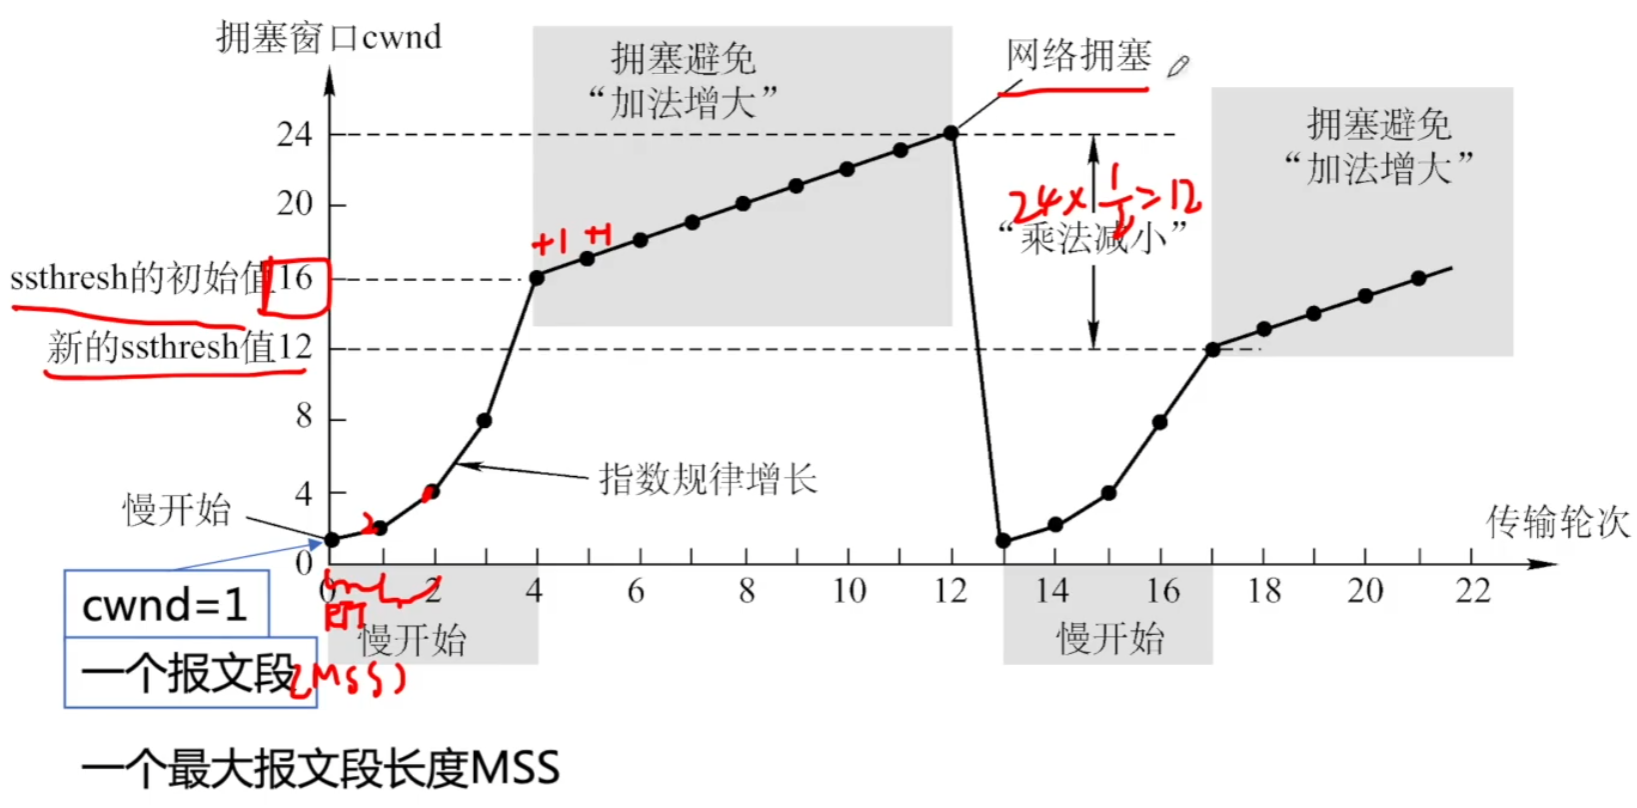 拥塞窗口cwnd
拥塞避免
“加法增大”
网络拥塞
拥塞避免
“加法增大”
24
20
ssthresh的初始值16
新的ssthresh值12
8
4
0
+1 +1
24×1/2=12
“乘法减小”
指数规律增长
慢开始
2
传输轮次
0 2 4 6 8 10 12 14 16 18 20 22
RTT
慢开始
慢开始
cwnd=1
一个报文段(MSS)
一个最大报文段长度MSS